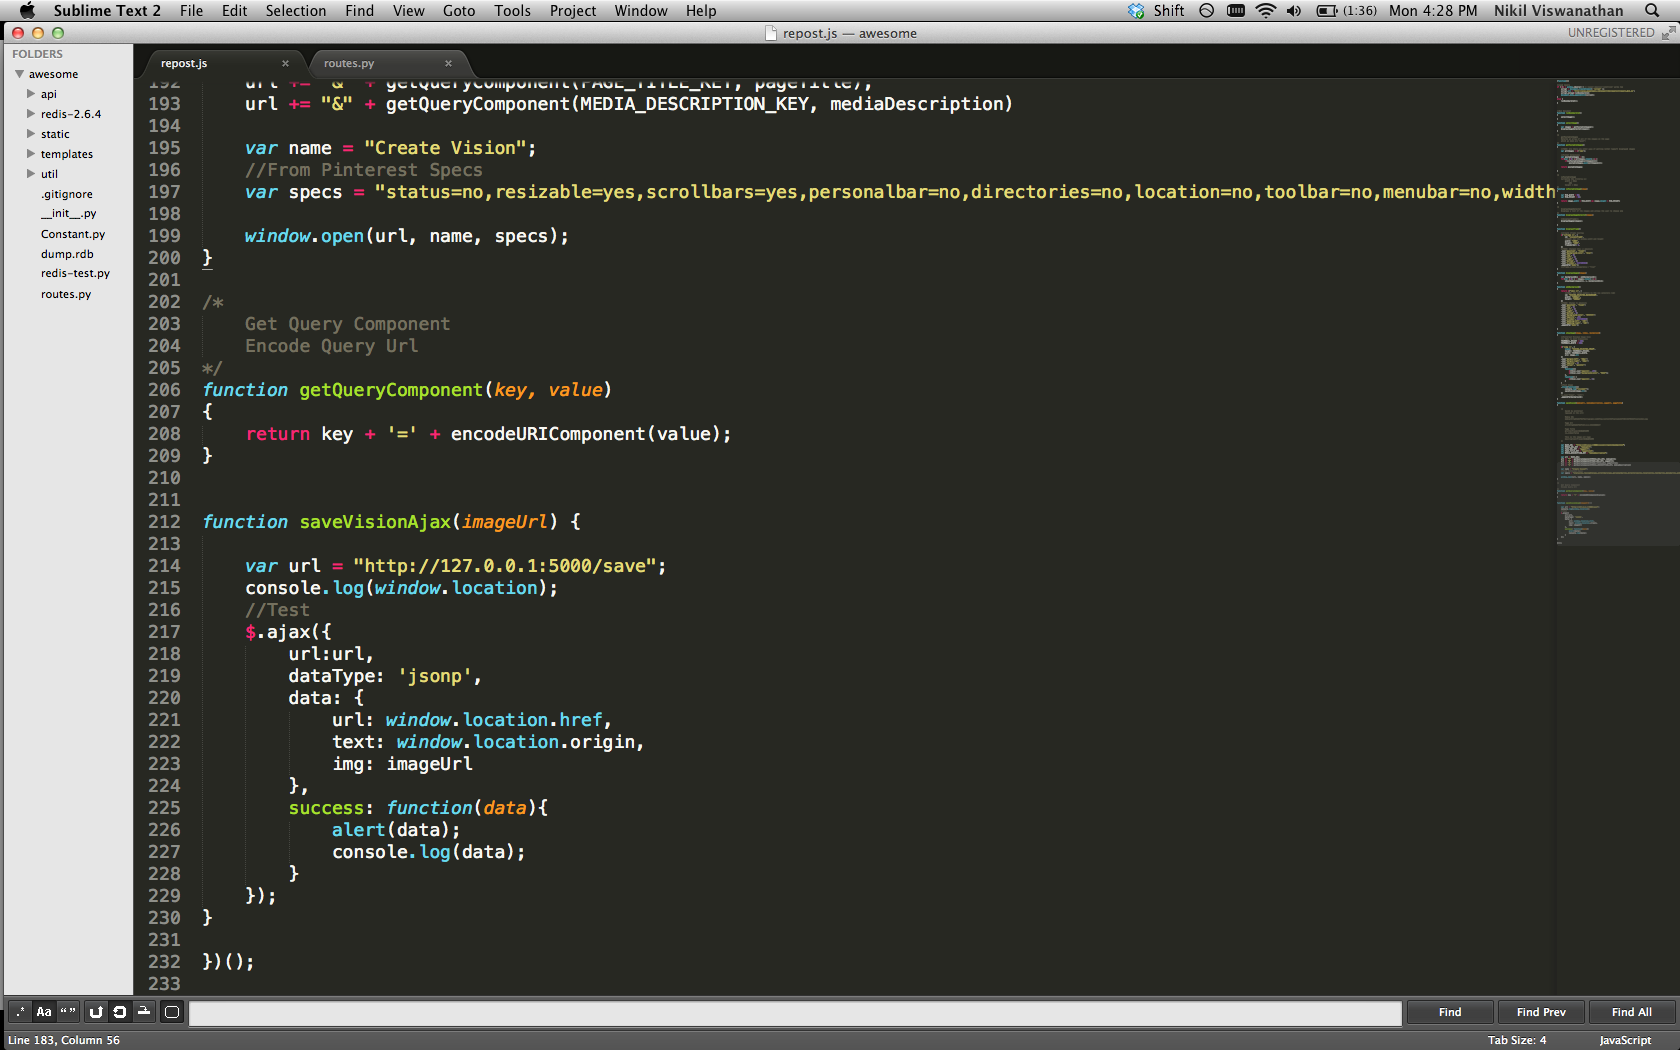 Sublime Text 2 File Edit Selection Find View Goto Tools Project Window Help Shift (1:36) Mon 4:28 PM Nikil Viswanathan
repost.js — awesome UNREGISTERED
FOLDERS
awesome
api
redis-2.6.4
static
templates
util
.gitignore
__init__.py
Constant.py
dump.rdb
redis-test.py
routes.py
repost.js × routes.py ×
192 url += "&" + getQueryComponent(PAGE_TITLE_KEY, pageTitle);
193 url += "&" + getQueryComponent(MEDIA_DESCRIPTION_KEY, mediaDescription)
194
195 var name = "Create Vision";
196 //From Pinterest Specs
197 var specs = "status=no,resizable=yes,scrollbars=yes,personalbar=no,directories=no,location=no,toolbar=no,menubar=no,width
198
199 window.open(url, name, specs);
200 }
201
202 /*
203 Get Query Component
204 Encode Query Url
205 */
206 function getQueryComponent(key, value)
207 {
208 return key + '=' + encodeURIComponent(value);
209 }
210
211
212 function saveVisionAjax(imageUrl) {
213
214 var url = "http://127.0.0.1:5000/save";
215 console.log(window.location);
216 //Test
217 $.ajax({
218 url:url,
219 dataType: 'jsonp',
220 data: {
221 url: window.location.href,
222 text: window.location.origin,
223 img: imageUrl
224 },
225 success: function(data){
226 alert(data);
227 console.log(data);
228 }
229 });
230 }
231
232 })();
233
.* Aa “” Find Find Prev Find All
Line 183, Column 56 Tab Size: 4 JavaScript